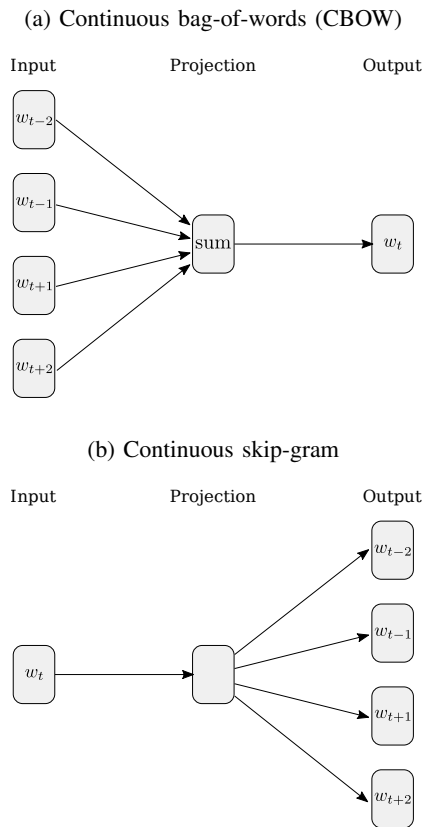 (a) Continuous bag-of-words (CBOW)
Input Projection Output
w_{t−2}
w_{t−1}
sum w_t
w_{t+1}
w_{t+2}
(b) Continuous skip-gram
Input Projection Output
w_{t−2}
w_{t−1}
w_t
w_{t+1}
w_{t+2}